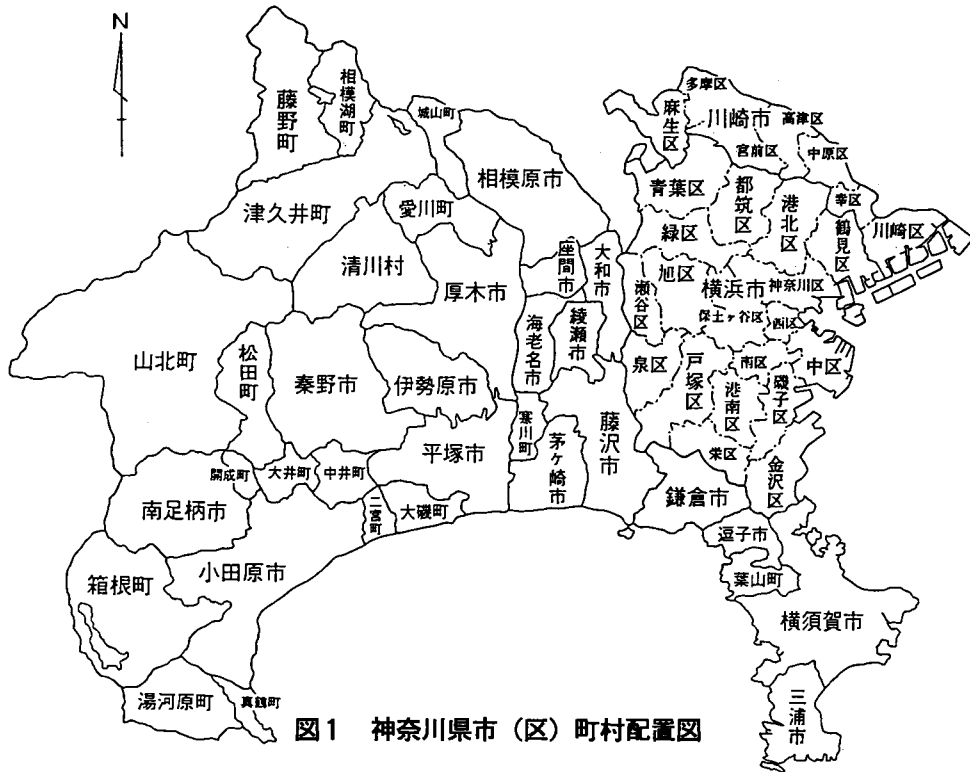 N
藤野町
相模湖町
城山町
津久井町
相模原市
愛川町
清川村
厚木市
座間市
大和市
綾瀬市
海老名市
山北町
松田町
秦野市
伊勢原市
寒川町
茅ヶ崎市
藤沢市
平塚市
開成町
大井町
中井町
南足柄市
二宮町
大磯町
小田原市
箱根町
湯河原町
真鶴町
多摩区
麻生区
川崎市
高津区
宮前区
中原区
幸区
川崎区
青葉区
都筑区
港北区
鶴見区
緑区
旭区
瀬谷区
横浜市
神奈川区
保土ヶ谷区
西区
泉区
戸塚区
南区
中区
港南区
磯子区
栄区
金沢区
鎌倉市
逗子市
葉山町
横須賀市
三浦市
図1 神奈川県市（区）町村配置図